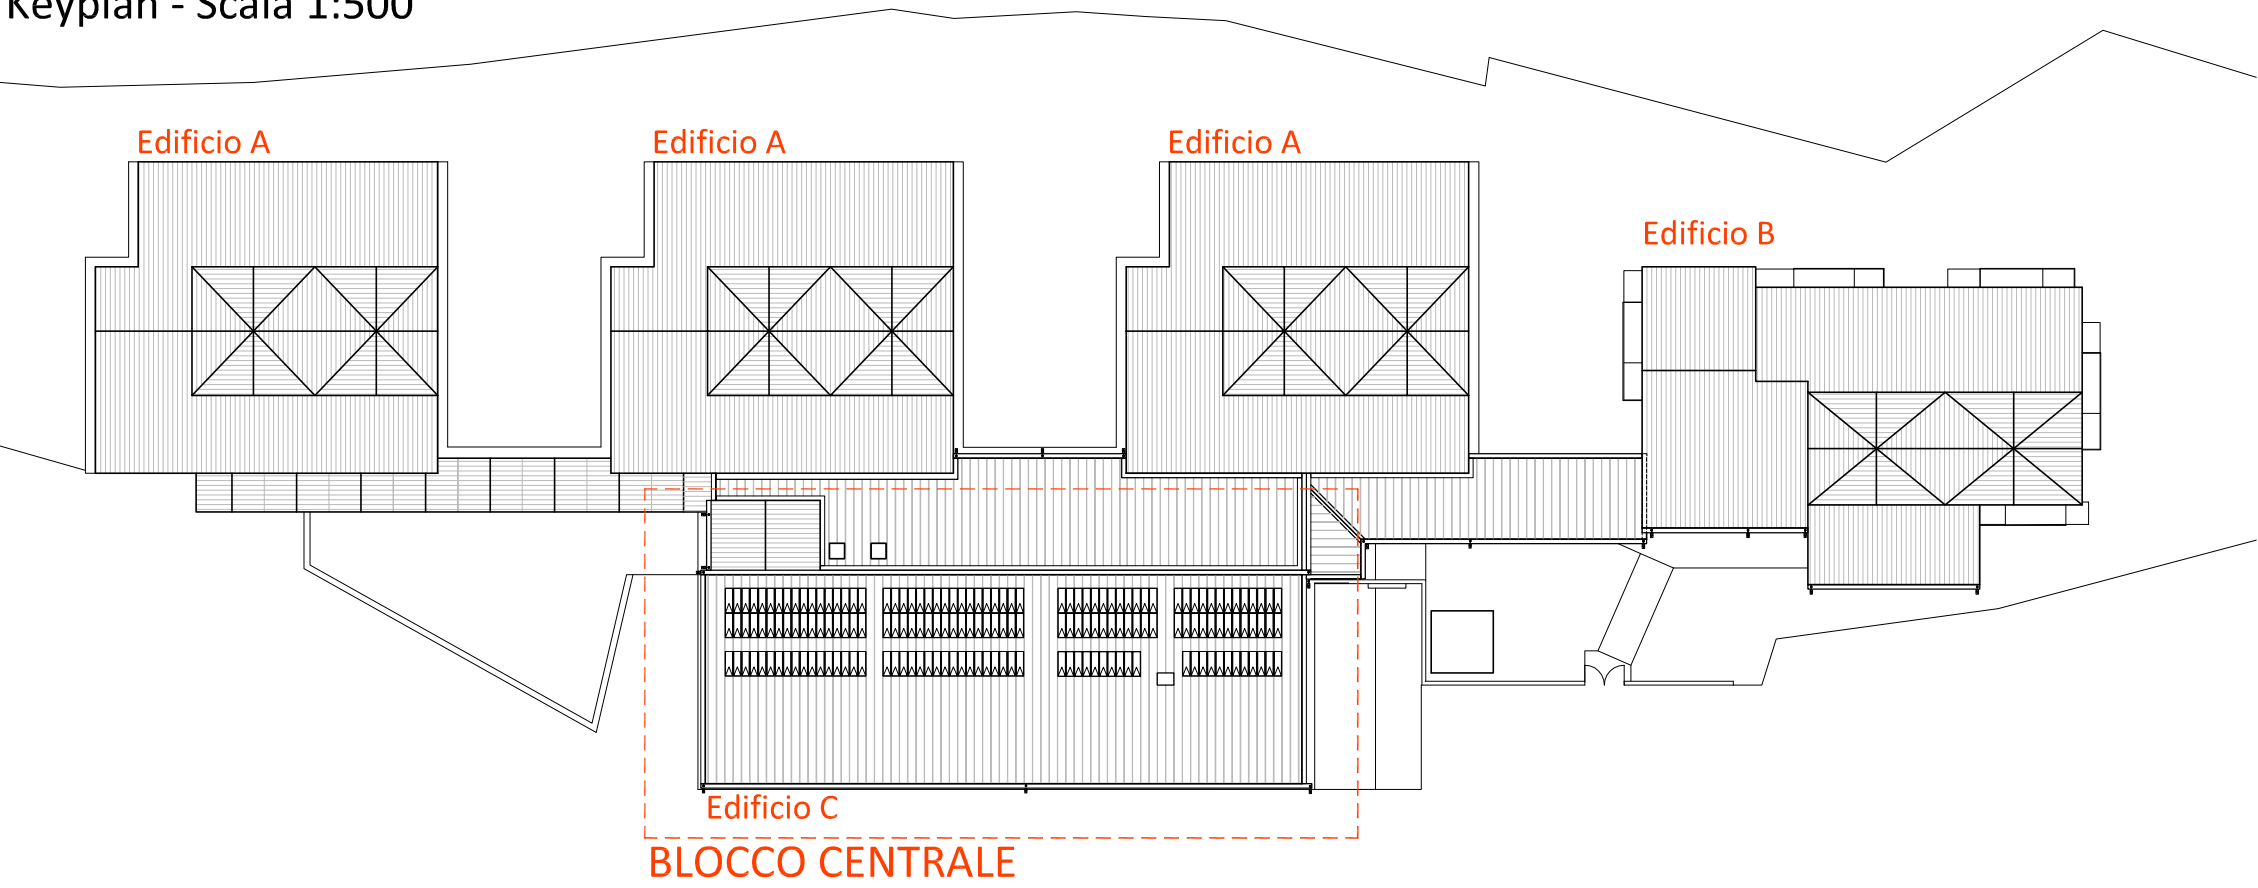 Keyplan - Scala 1:500
Edificio A
Edificio A
Edificio A
Edificio B
Edificio C
BLOCCO CENTRALE